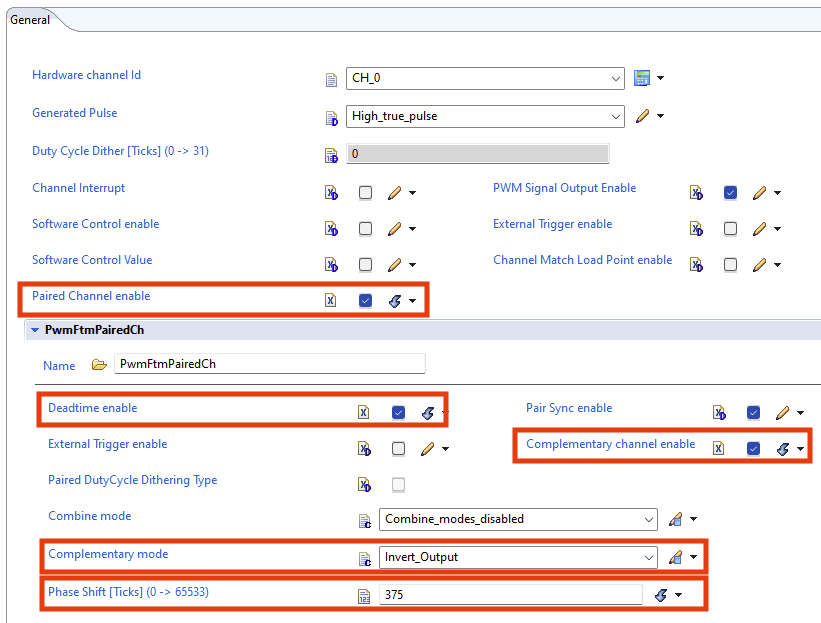 General
Hardware channel Id CH_0
Generated Pulse High_true_pulse
Duty Cycle Dither [Ticks] (0 -> 31) 0
Channel Interrupt PWM Signal Output Enable
Software Control enable External Trigger enable
Software Control Value Channel Match Load Point enable
Paired Channel enable
PwmFtmPairedCh
Name PwmFtmPairedCh
Deadtime enable Pair Sync enable
External Trigger enable Complementary channel enable
Paired DutyCycle Dithering Type
Combine mode Combine_modes_disabled
Complementary mode Invert_Output
Phase Shift [Ticks] (0 -> 65533) 375